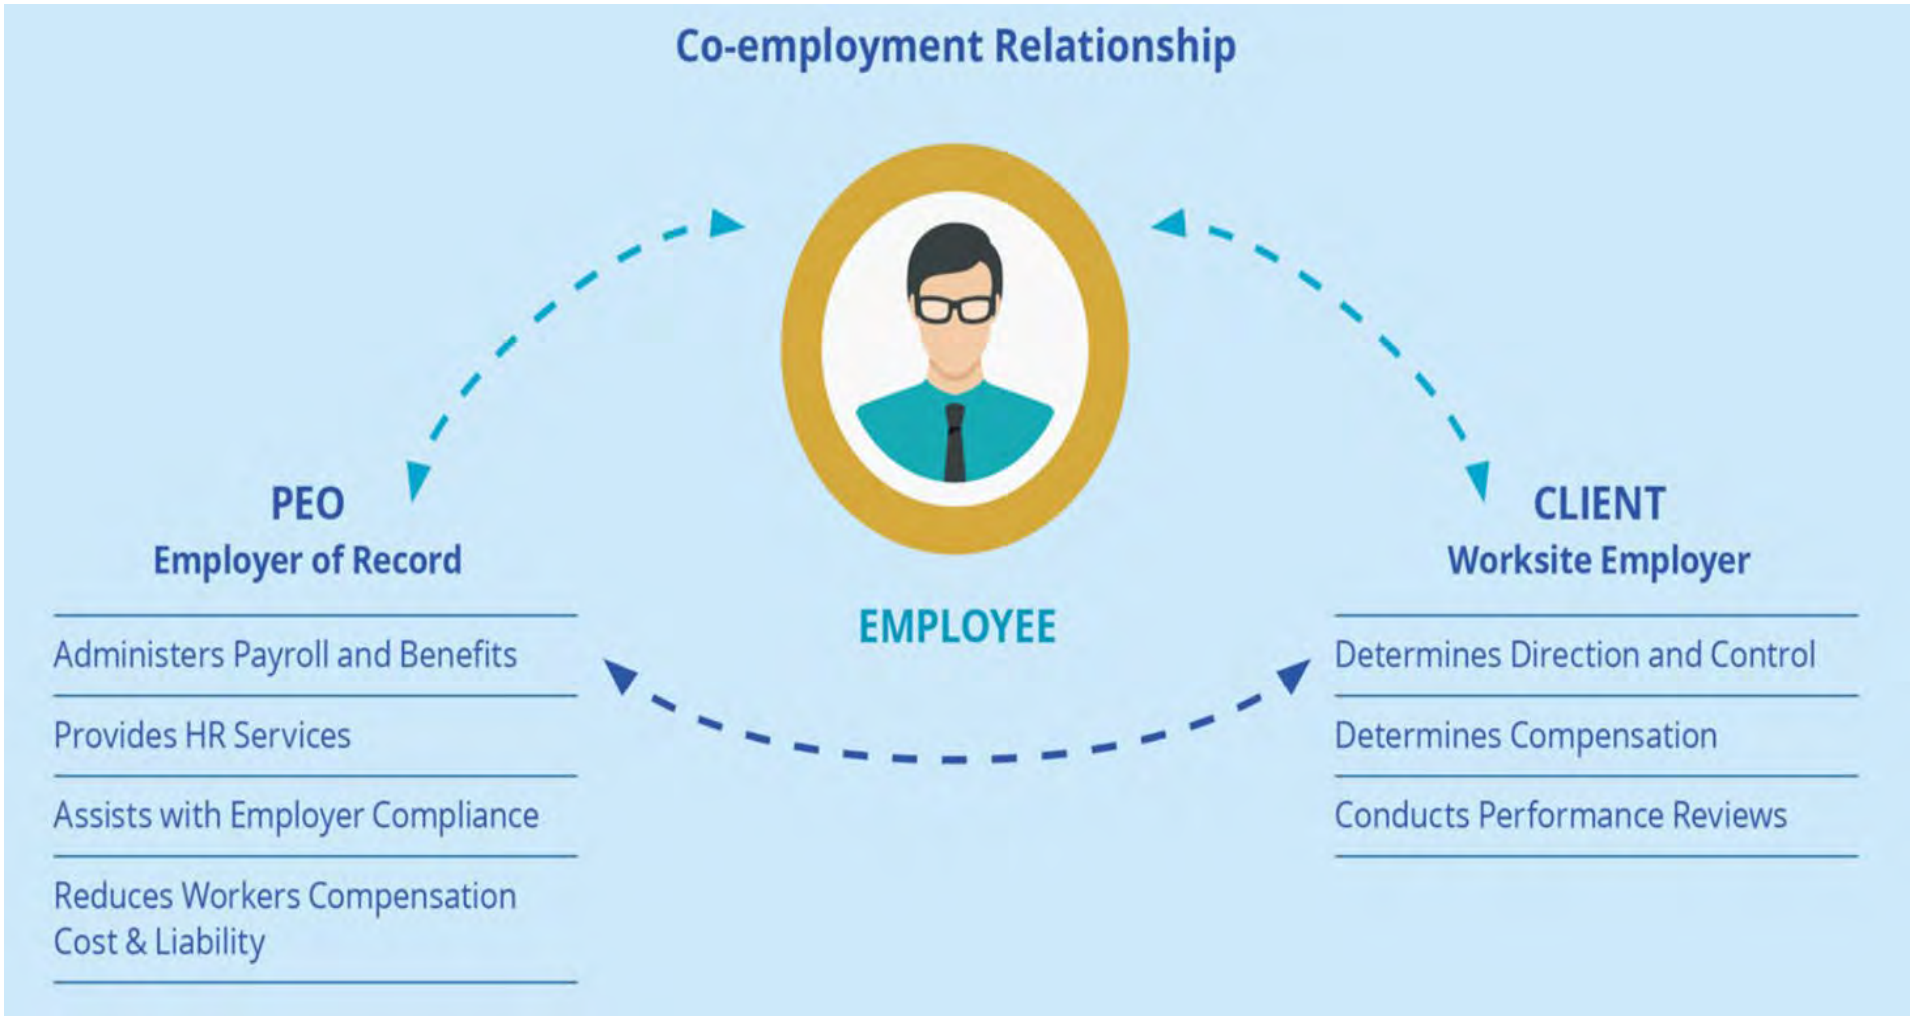 Co-employment Relationship
PEO
Employer of Record
Administers Payroll and Benefits
Provides HR Services
Assists with Employer Compliance
Reduces Workers Compensation
Cost & Liability
EMPLOYEE
CLIENT
Worksite Employer
Determines Direction and Control
Determines Compensation
Conducts Performance Reviews